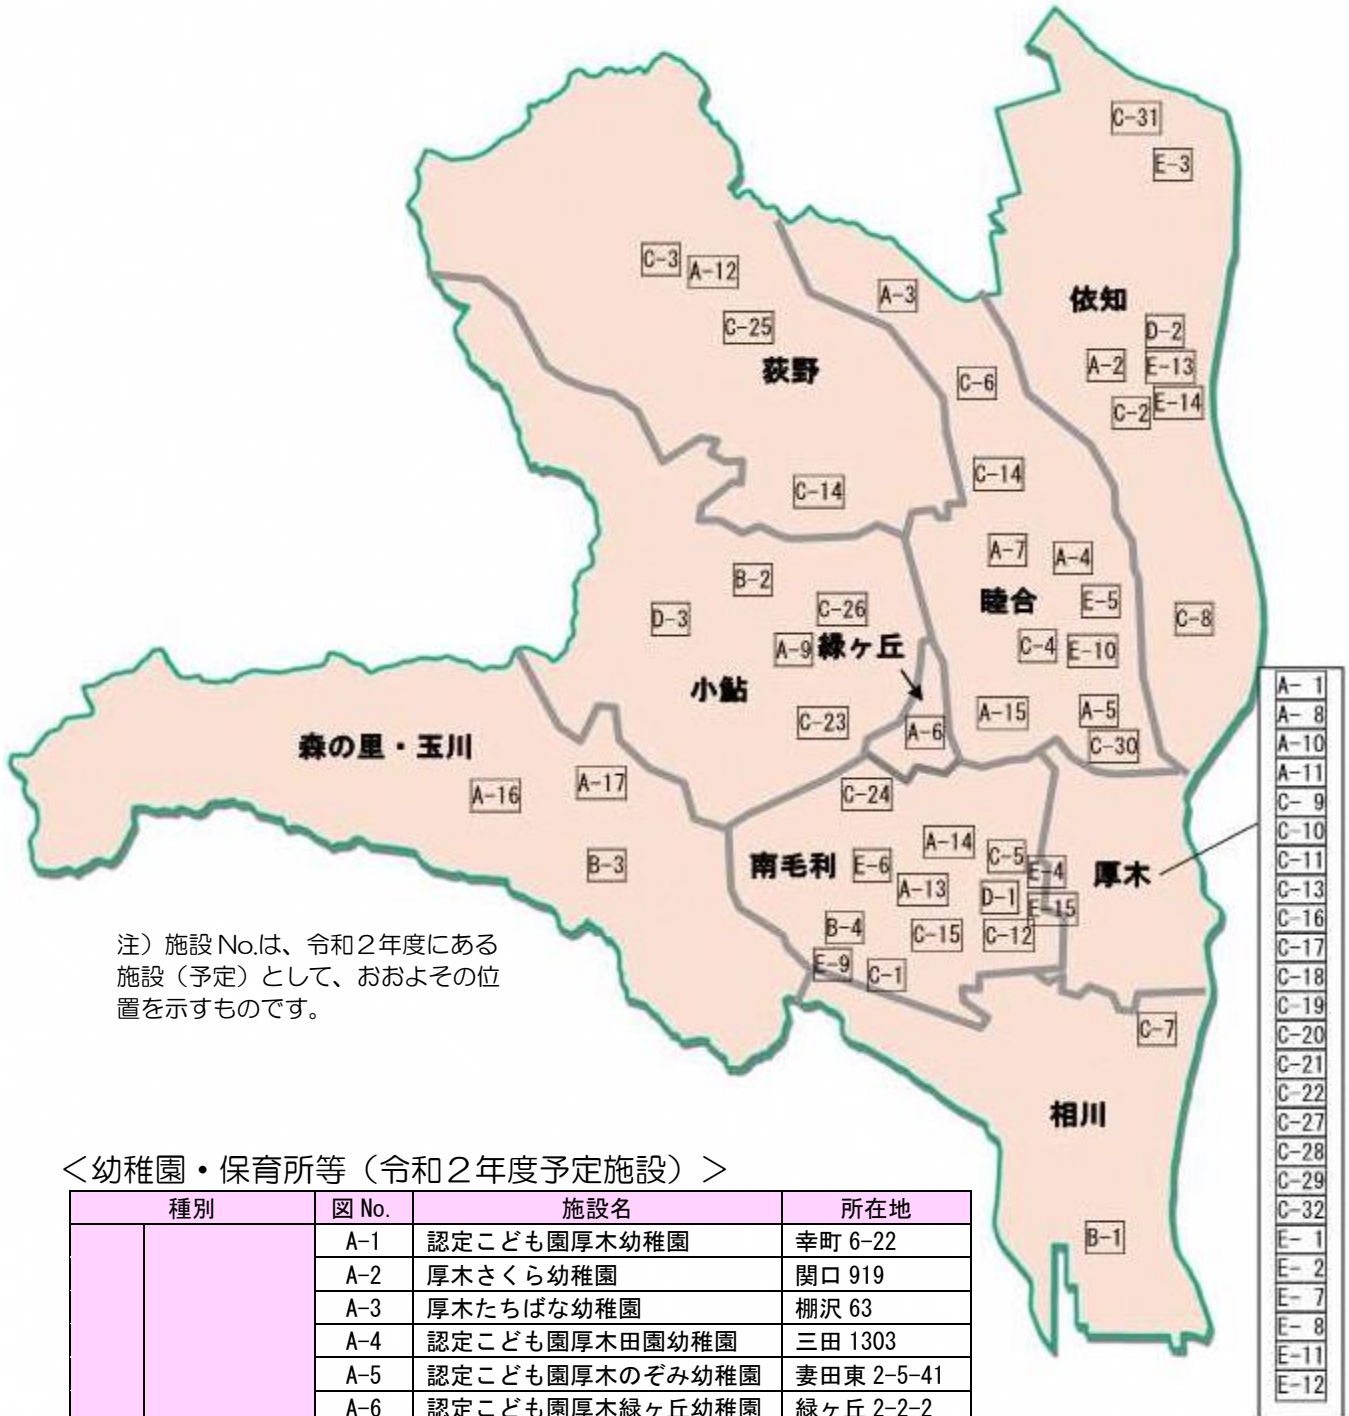 C-31
E-3
C-3
A-12
A-3
C-25
依知
D-2
荻野
C-6
A-2
E-13
C-2
E-14
C-14
C-14
A-7
A-4
B-2
睦合
E-5
D-3
C-26
C-8
A-9
緑ヶ丘
C-4
E-10
小鮎
C-23
A-6
A-15
A-5
C-30
森の里・玉川
A-16
A-17
C-24
A-14
C-5
E-4
厚木
南毛利
E-6
B-3
A-13
D-1
E-15
B-4
C-15
C-12
E-9
C-1
C-7
相川
B-1
A- 1
A- 8
A-10
A-11
C- 9
C-10
C-11
C-13
C-16
C-17
C-18
C-19
C-20
C-21
C-22
C-27
C-28
C-29
C-32
E- 1
E- 2
E- 7
E- 8
E-11
E-12
注）施設 No.は、令和２年度にある
施設（予定）として、おおよその位
置を示すものです。
＜幼稚園・保育所等（令和２年度予定施設）＞
種別 図 No. 施設名 所在地
A-1 認定こども園厚木幼稚園 幸町 6-22
A-2 厚木さくら幼稚園 関口 919
A-3 厚木たちばな幼稚園 棚沢 63
A-4 認定こども園厚木田園幼稚園 三田 1303
A-5 認定こども園厚木のぞみ幼稚園 妻田東 2-5-41
A-6 認定こども園厚木緑ヶ丘幼稚園 緑ヶ丘 2-2-2